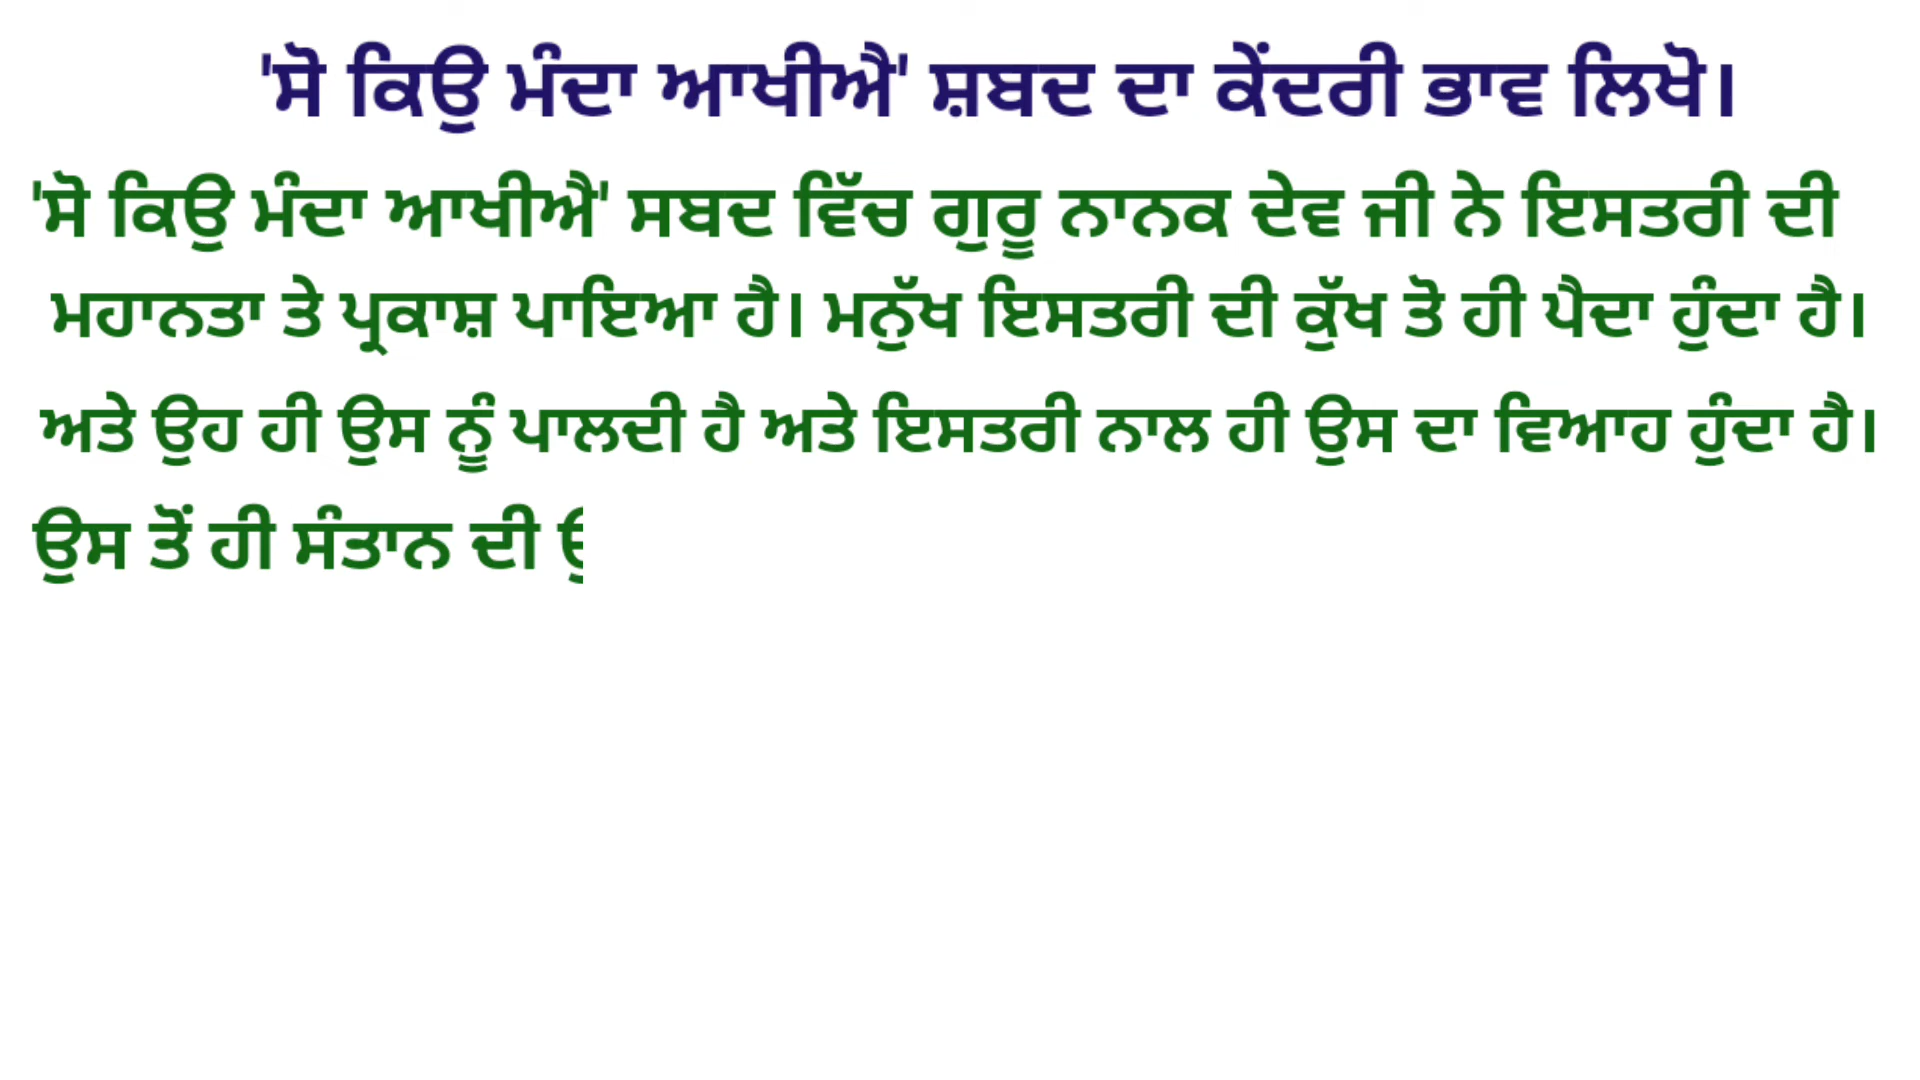 'ਸੋ ਕਿਉ ਮੰਦਾ ਆਖੀਐ' ਸ਼ਬਦ ਦਾ ਕੇਂਦਰੀ ਭਾਵ ਲਿਖੋ।
'ਸੋ ਕਿਉ ਮੰਦਾ ਆਖੀਐ' ਸਬਦ ਵਿੱਚ ਗੁਰੂ ਨਾਨਕ ਦੇਵ ਜੀ ਨੇ ਇਸਤਰੀ ਦੀ
ਮਹਾਨਤਾ ਤੇ ਪ੍ਰਕਾਸ਼ ਪਾਇਆ ਹੈ। ਮਨੁੱਖ ਇਸਤਰੀ ਦੀ ਕੁੱਖ ਤੋ ਹੀ ਪੈਦਾ ਹੁੰਦਾ ਹੈ।
ਅਤੇ ਉਹ ਹੀ ਉਸ ਨੂੰ ਪਾਲਦੀ ਹੈ ਅਤੇ ਇਸਤਰੀ ਨਾਲ ਹੀ ਉਸ ਦਾ ਵਿਆਹ ਹੁੰਦਾ ਹੈ।
ਉਸ ਤੋਂ ਹੀ ਸੰਤਾਨ ਦੀ